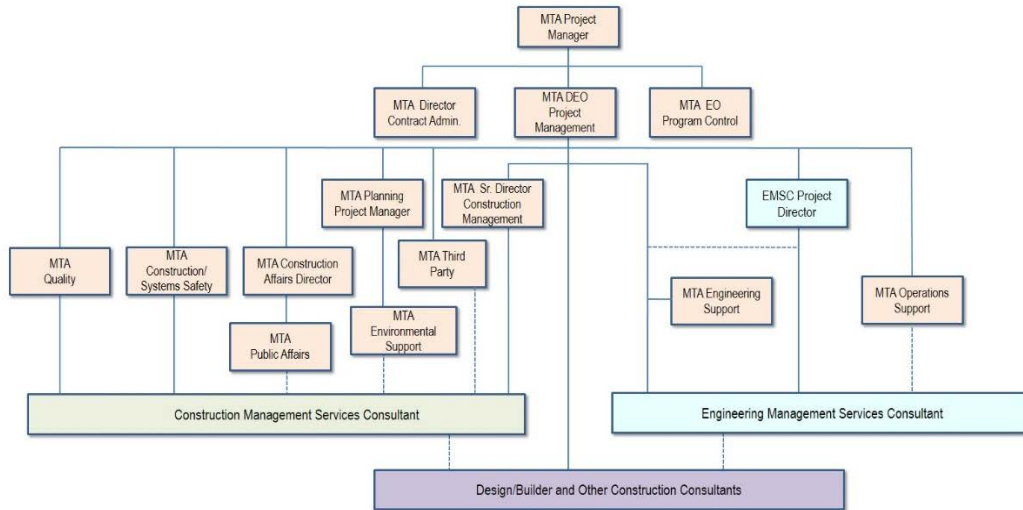 MTA Project
Manager
MTA Director
Contract Admin.
MTA DEO
Project
Management
MTA EO
Program Control
MTA Planning
Project Manager
MTA Sr. Director
Construction
Management
EMSC Project
Director
MTA
Quality
MTA
Construction/
Systems Safety
MTA Construction
Affairs Director
MTA Third
Party
MTA Engineering
Support
MTA Operations
Support
MTA
Public Affairs
MTA
Environmental
Support
Construction Management Services Consultant
Engineering Management Services Consultant
Design/Builder and Other Construction Consultants